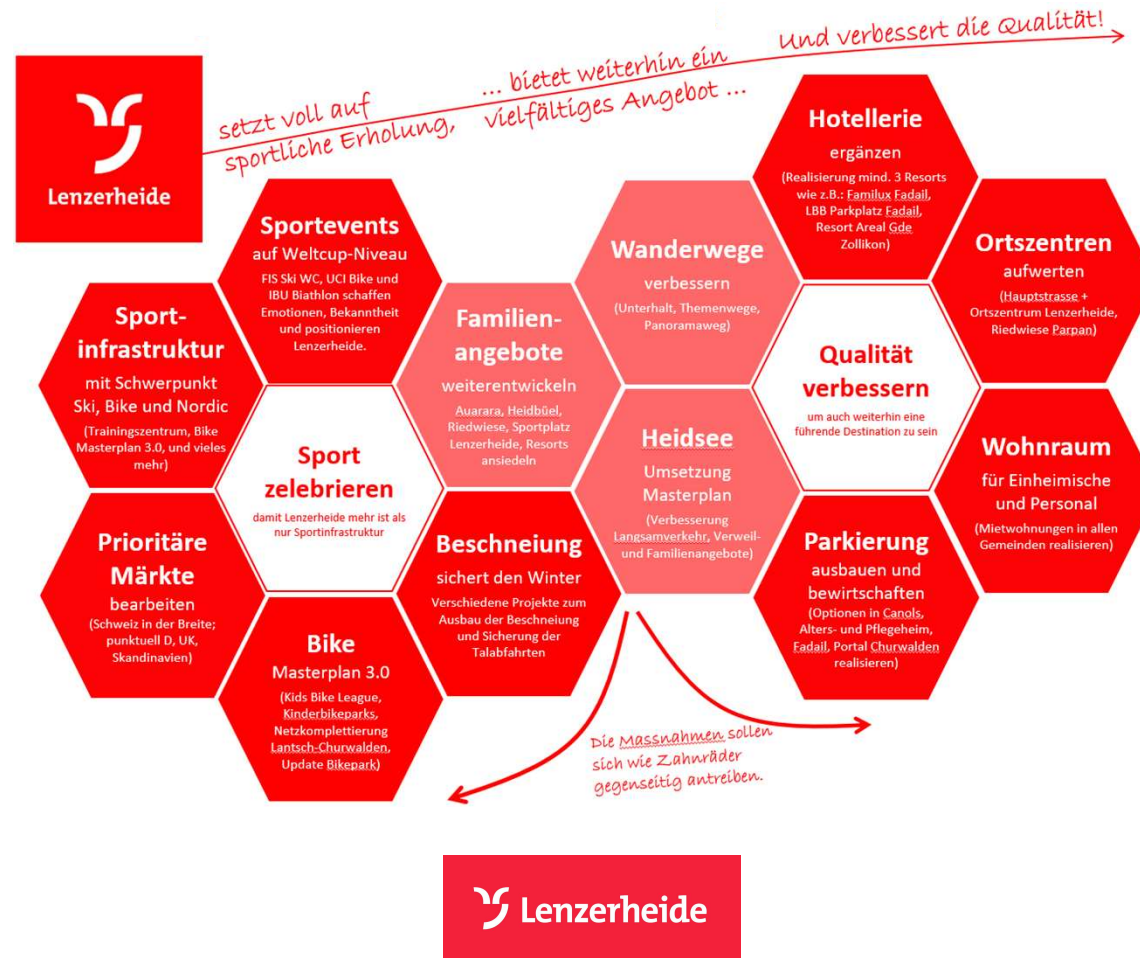 Lenzerheide
setzt voll auf
sportliche Erholung,
... bietet weiterhin ein
vielfältiges Angebot ...
Und verbessert die Qualität!
Sport-
infrastruktur
mit Schwerpunkt
Ski, Bike und Nordic
(Trainingszentrum, Bike
Masterplan 3.0, und vieles
mehr)
Sportevents
auf Weltcup-Niveau
FIS Ski WC, UCI Bike und
IBU Biathlon schaffen
Emotionen, Bekanntheit
und positionieren
Lenzerheide.
Familien-
angebote
weiterentwickeln
Auarara, Heidbüel,
Riedwiese, Sportplatz
Lenzerheide, Resorts
ansiedeln
Sport
zelebrieren
damit Lenzerheide mehr ist als
nur Sportinfrastruktur
Prioritäre
Märkte
bearbeiten
(Schweiz in der Breite;
punktuell D, UK,
Skandinavien)
Bike
Masterplan 3.0
(Kids Bike League,
Kinderbikeparks,
Netzkomplettierung
Lantsch-Churwalden,
Update Bikepark)
Beschneiung
sichert den Winter
Verschiedene Projekte zum
Ausbau der Beschneiung
und Sicherung der
Talabfahrten
Wanderwege
verbessern
(Unterhalt, Themenwege,
Panoramaweg)
Heidsee
Umsetzung
Masterplan
(Verbesserung
Langsamverkehr, Verweil-
und Familienangebote)
Hotellerie
ergänzen
(Realisierung mind. 3 Resorts
wie z.B.: Familux Fadail,
LBB Parkplatz Fadail,
Resort Areal Gde
Zollikon)
Ortszentren
aufwerten
(Hauptstrasse +
Ortszentrum Lenzerheide,
Riedwiese Parpan)
Qualität
verbessern
um auch weiterhin eine
führende Destination zu sein
Wohnraum
für Einheimische
und Personal
(Mietwohnungen in allen
Gemeinden realisieren)
Parkierung
ausbauen und
bewirtschaften
(Optionen in Canols,
Alters- und Pflegeheim,
Fadail, Portal Churwalden
realisieren)
Die Massnahmen sollen
sich wie Zahnräder
gegenseitig antreiben.
Lenzerheide